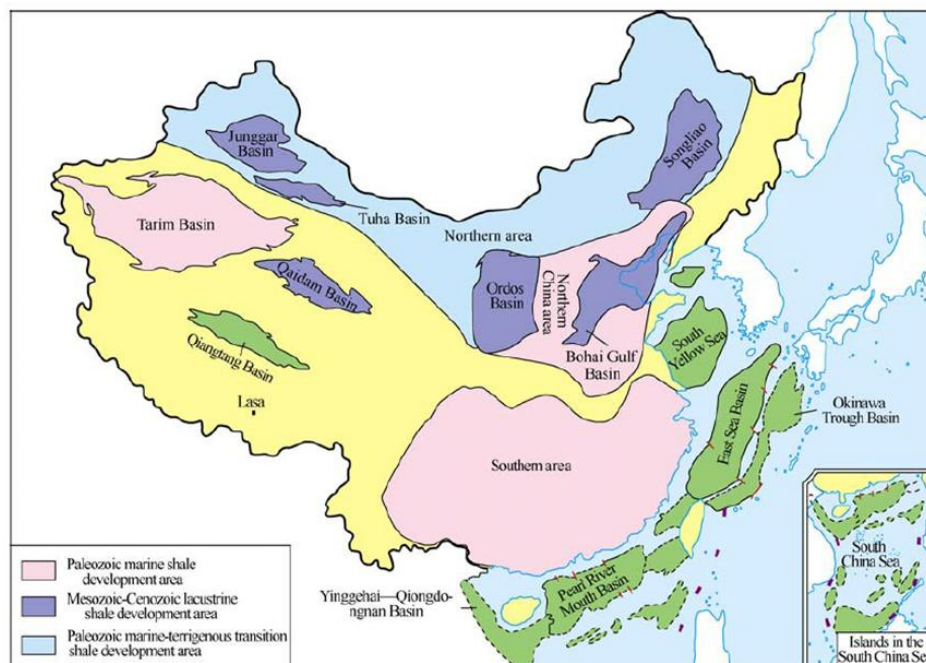 Junggar
Basin
Songliao
Basin
Tuha Basin
Tarim Basin
Northern area
Qaidam Basin
Ordos
Basin
Northern
China area
Qiangtang Basin
Bohai Gulf
Basin
South
Yellow Sea
Lasa
Okinawa
Trough Basin
East Sea Basin
Southern area
South
China Sea
Pearl River
Mouth Basin
Yinggehai—Qiongdo-
ngnan Basin
Islands in the
South China Sea
Paleozoic marine shale
development area
Mesozoic-Cenozoic lacustrine
shale development area
Paleozoic marine-terrigenous transition
shale development area